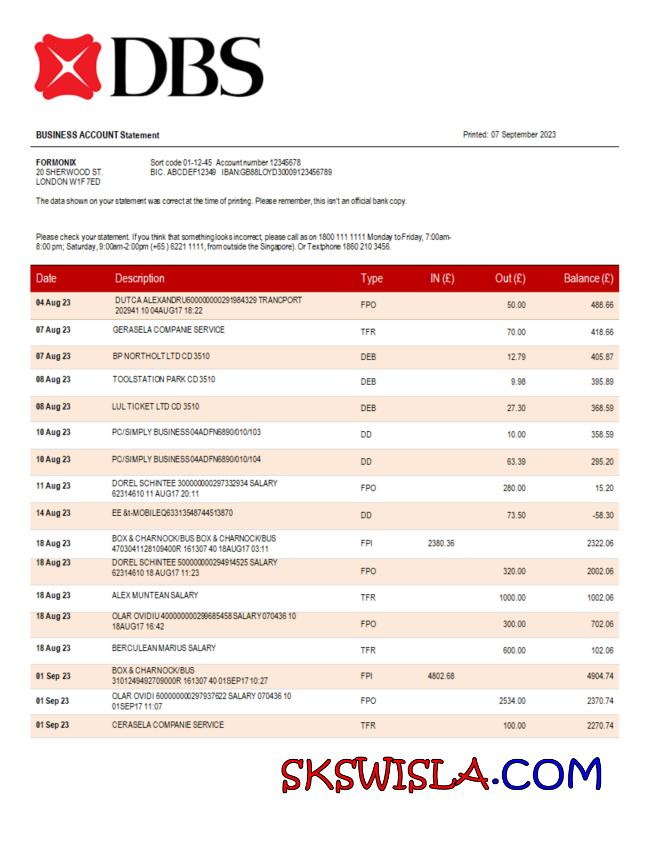 DBS
BUSINESS ACCOUNT Statement Printed: 07 September 2023
FORMONIX Sort code 01-12-45 Account number 12345678
20 SHERWOOD ST. BIC. ABCDEF12349 IBAN:GB88LOYD30009123456789
LONDON W1F 7ED
The data shown on your statement was correct at the time of printing. Please remember, this isn't an official bank copy.
Please check your statement. If you think that something looks incorrect, please call as on 1800 111 1111 Monday to Friday, 7:00am-
8:00 pm; Saturday, 9:00am-2:00pm (+65 ) 6221 1111, from outside the Singapore). Or Textphone 1860 210 3456.
Date Description Type IN (£) Out (£) Balance (£)
04 Aug 23 DUTCA ALEXANDRU600000000291984329 TRANCPORT
202941 10 04AUG17 18:22 FPO 50.00 488.66
07 Aug 23 GERASELA COMPANIE SERVICE TFR 70.00 418.66
07 Aug 23 BP NORTHOLT LTD CD 3510 DEB 12.79 405.87
08 Aug 23 TOOLSTATION PARK CD 3510 DEB 9.98 395.89
08 Aug 23 LUL TICKET LTD CD 3510 DEB 27.30 368.59
10 Aug 23 PC/SIMPLY BUSINESS04ADFN6890/010/103 DD 10.00 358.59
10 Aug 23 PC/SIMPLY BUSINESS04ADFN6890/010/104 DD 63.39 295.20
11 Aug 23 DOREL SCHINTEE 300000000297332934 SALARY
62314610 11 AUG17 20:11 FPO 280.00 15.20
14 Aug 23 EE &t-MOBILEQ63313548744513870 DD 73.50 -58.30
18 Aug 23 BOX & CHARNOCK/BUS BOX & CHARNOCK/BUS
4703041128109400R 161307 40 18AUG17 03:11 FPI 2380.36 2322.06
18 Aug 23 DOREL SCHINTEE 500000000294914525 SALARY
62314610 18 AUG17 11:23 FPO 320.00 2002.06
18 Aug 23 ALEX MUNTEAN SALARY TFR 1000.00 1002.06
18 Aug 23 OLAR OVIDIU 400000000299685458 SALARY 070436 10
18AUG17 16:42 FPO 300.00 702.06
18 Aug 23 BERCULEAN MARIUS SALARY TFR 600.00 102.06
01 Sep 23 BOX & CHARNOCK/BUS
3101249492709000R 161307 40 01SEP17 10:27 FPI 4802.68 4904.74
01 Sep 23 OLAR OVIDI 600000000297937622 SALARY 070436 10
01SEP17 11:07 FPO 2534.00 2370.74
01 Sep 23 CERASELA COMPANIE SERVICE TFR 100.00 2270.74
SKSWISLA.COM